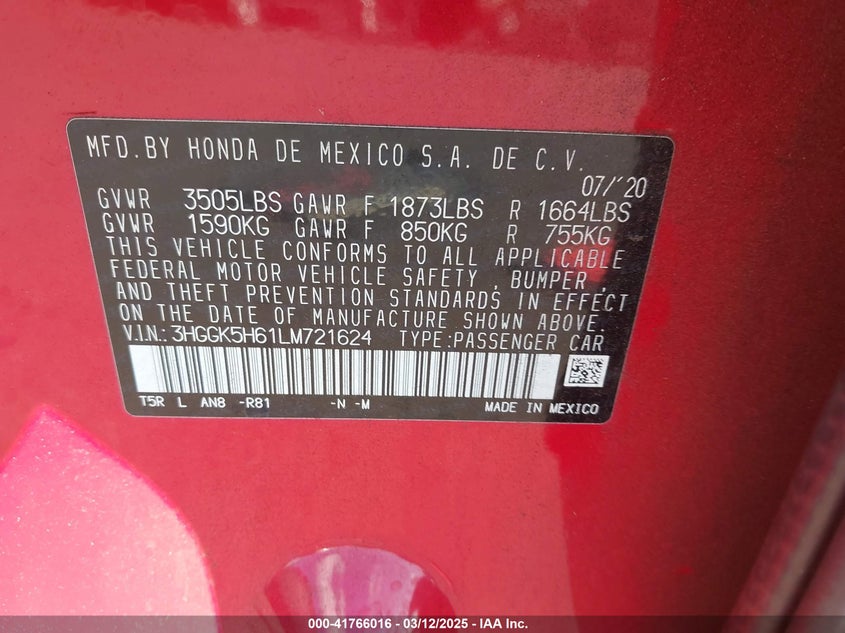 MFD.BY HONDA DE MEXICO S.A. DE C.V.
07/'20
GVWR 3505LBS GAWR F 1873LBS R 1664LBS
GVWR 1590KG GAWR F 850KG R 755KG
THIS VEHICLE CONFORMS TO ALL APPLICABLE
FEDERAL MOTOR VEHICLE SAFETY , BUMPER ,
AND THEFT PREVENTION STANDARDS IN EFFECT
ON THE DATE OF MANUFACTURE SHOWN ABOVE.
V.I.N.: 3HGGK5H61LM721624 TYPE:PASSENGER CAR
T5R L AN8 -R81 -N -M MADE IN MEXICO
000-41766016 - 03/12/2025 - IAA Inc.